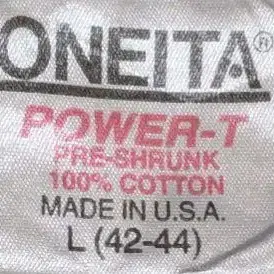 ONEITA®
POWER-T
PRE-SHRUNK
100% COTTON
MADE IN U.S.A.
L (42-44)